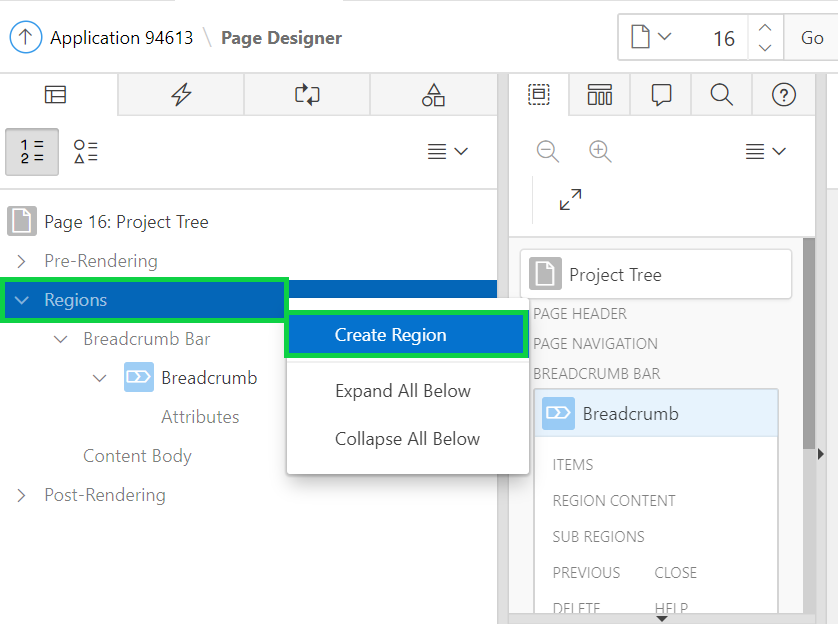 Application 94613 \ Page Designer
16
Go
1
2
Page 16: Project Tree
Pre-Rendering
Regions
Breadcrumb Bar
Breadcrumb
Attributes
Content Body
Post-Rendering
Create Region
Expand All Below
Collapse All Below
Project Tree
PAGE HEADER
PAGE NAVIGATION
BREADCRUMB BAR
Breadcrumb
ITEMS
REGION CONTENT
SUB REGIONS
PREVIOUS CLOSE
DELETE HELP